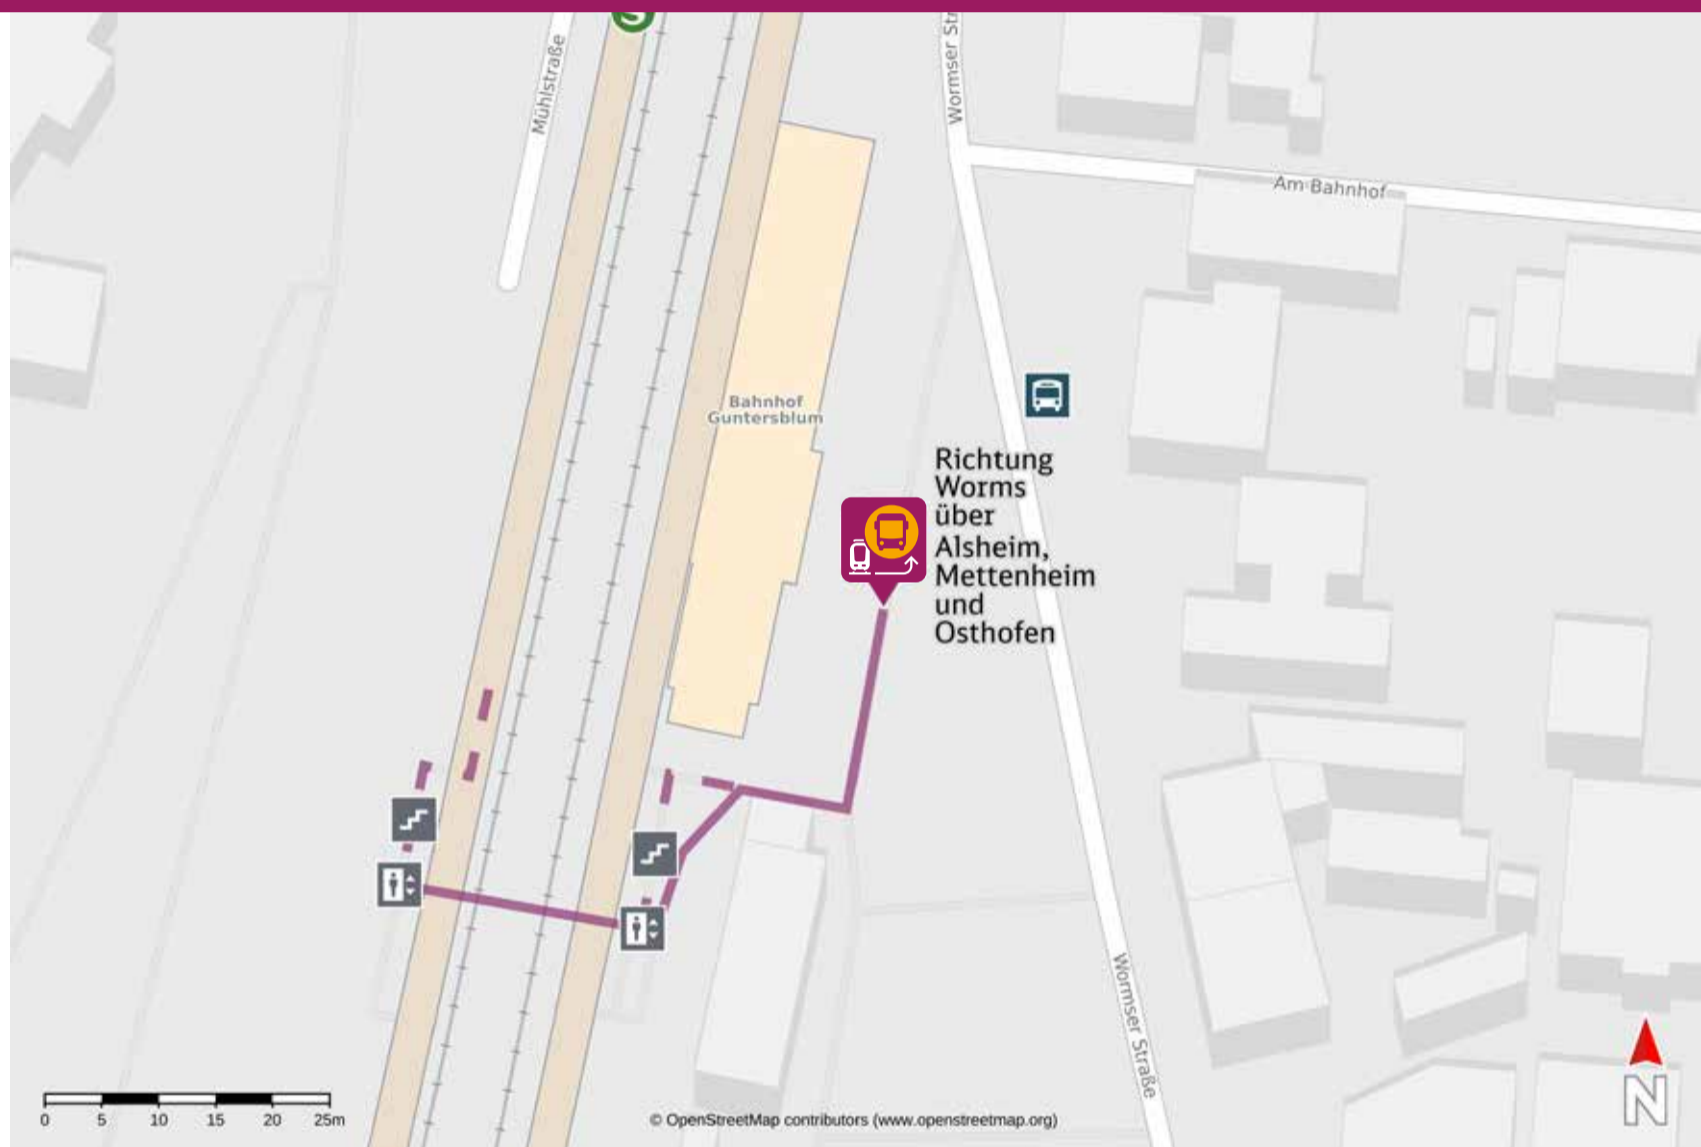 Mühlstraße
Wormser Str
Am Bahnhof
Bahnhof
Guntersblum
Richtung
Worms
über
Alsheim,
Mettenheim
und
Osthofen
Wormser Straße
0 5 10 15 20 25m
© OpenStreetMap contributors (www.openstreetmap.org)
N